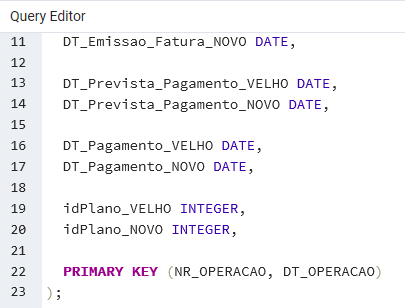 Query Editor
11 DT_Emissao_Fatura_NOVO DATE,
12
13 DT_Prevista_Pagamento_VELHO DATE,
14 DT_Prevista_Pagamento_NOVO DATE,
15
16 DT_Pagamento_VELHO DATE,
17 DT_Pagamento_NOVO DATE,
18
19 idPlano_VELHO INTEGER,
20 idPlano_NOVO INTEGER,
21
22 PRIMARY KEY (NR_OPERACAO, DT_OPERACAO)
23 );